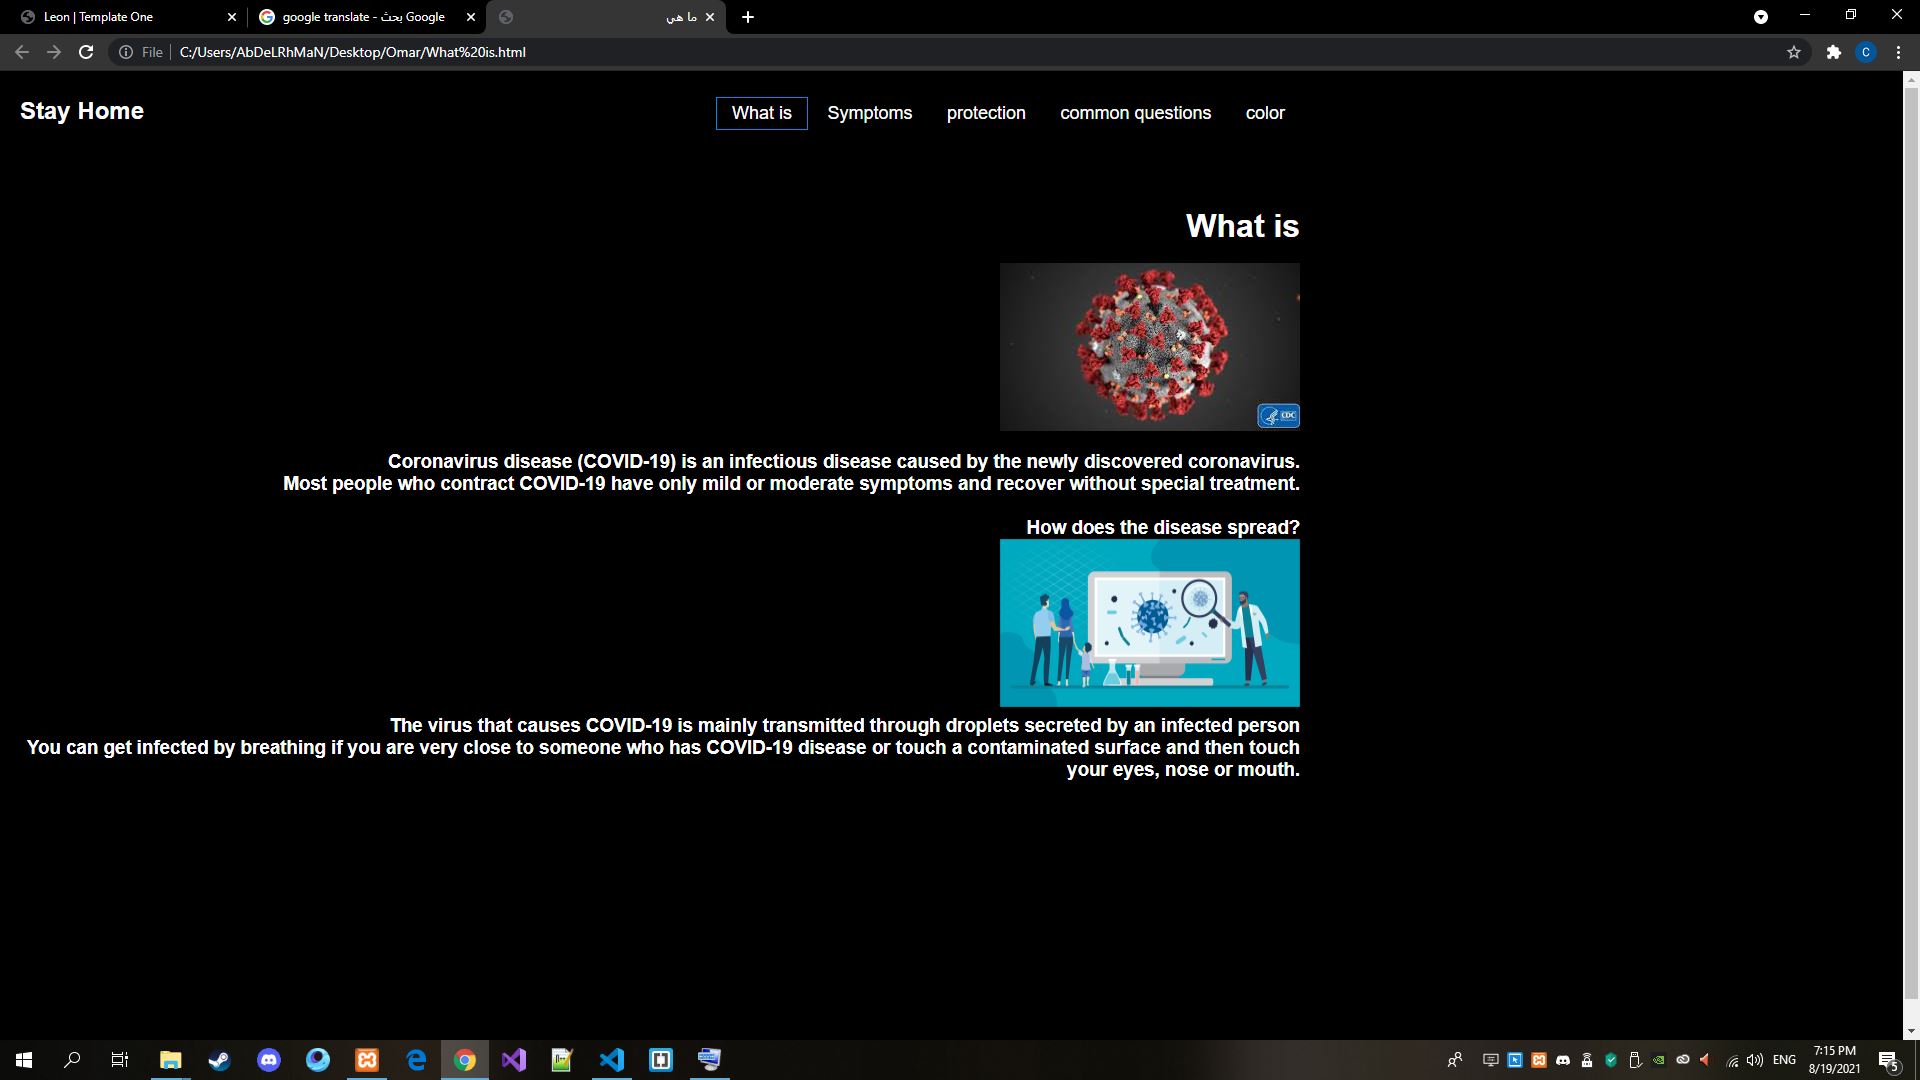 Leon | Template One
google translate - بحث Google
ما هي
File
C:/Users/AbDeLRhMaN/Desktop/Omar/What%20is.html
C
Stay Home
What is
Symptoms
protection
common questions
color
What is
CDC
Coronavirus disease (COVID-19) is an infectious disease caused by the newly discovered coronavirus.
Most people who contract COVID-19 have only mild or moderate symptoms and recover without special treatment.
How does the disease spread?
The virus that causes COVID-19 is mainly transmitted through droplets secreted by an infected person
You can get infected by breathing if you are very close to someone who has COVID-19 disease or touch a contaminated surface and then touch
your eyes, nose or mouth.
ENG
7:15 PM
8/19/2021
5